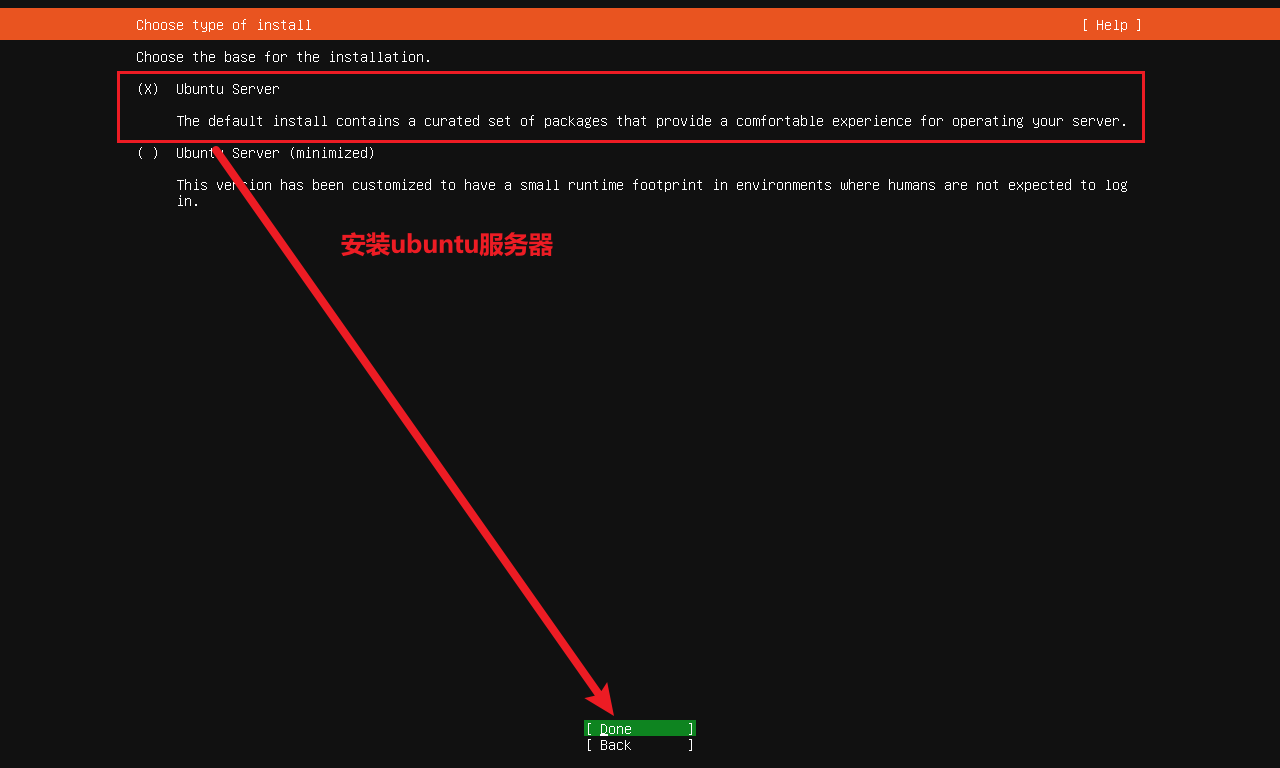 Choose type of install [ Help ]
Choose the base for the installation.
(X) Ubuntu Server
The default install contains a curated set of packages that provide a comfortable experience for operating your server.
( ) Ubuntu Server (minimized)
This version has been customized to have a small runtime footprint in environments where humans are not expected to log
in.
安装ubuntu服务器
[ Done ]
[ Back ]